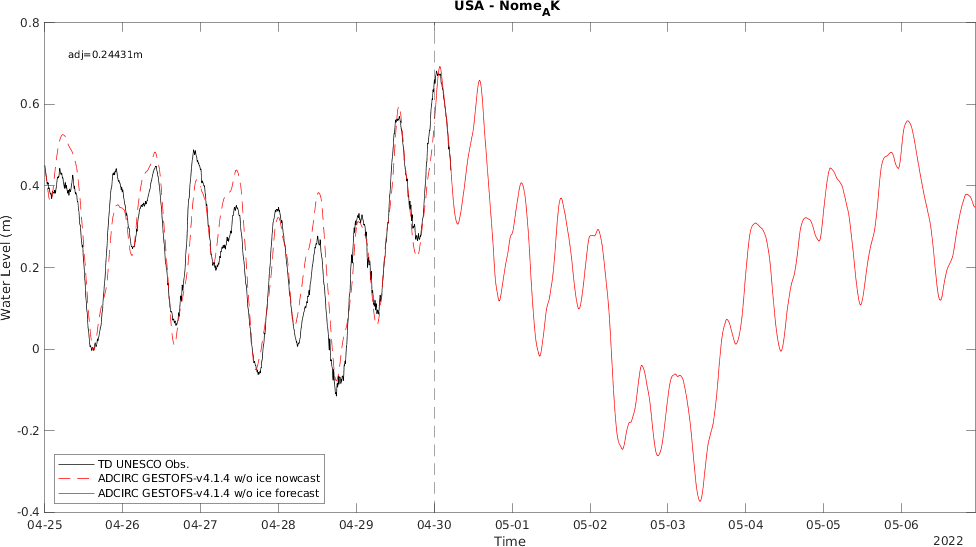 USA - Nome_AK
adj=0.24431m
0.8
0.6
0.4
0.2
0
-0.2
-0.4
Water Level (m)
TD UNESCO Obs.
ADCIRC GESTOFS-v4.1.4 w/o ice nowcast
ADCIRC GESTOFS-v4.1.4 w/o ice forecast
04-25 04-26 04-27 04-28 04-29 04-30 05-01 05-02 05-03 05-04 05-05 05-06
Time
2022